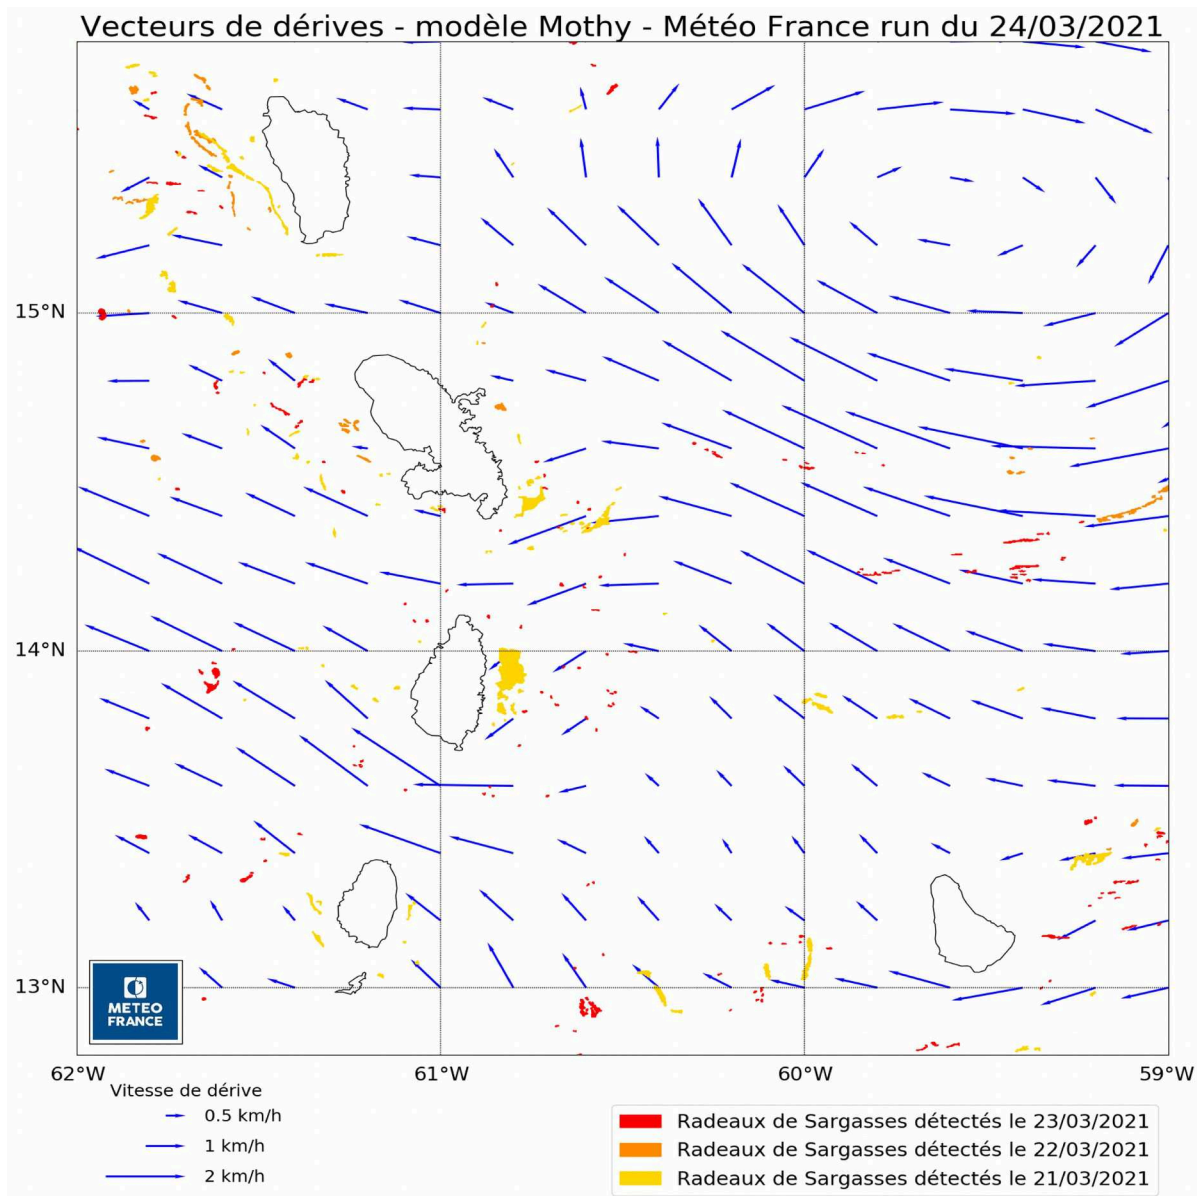 Vecteurs de dérives - modèle Mothy - Météo France run du 24/03/2021
15°N
14°N
13°N
METEO
FRANCE
62°W
61°W
60°W
59°W
Vitesse de dérive
0.5 km/h
1 km/h
2 km/h
Radeaux de Sargasses détectés le 23/03/2021
Radeaux de Sargasses détectés le 22/03/2021
Radeaux de Sargasses détectés le 21/03/2021